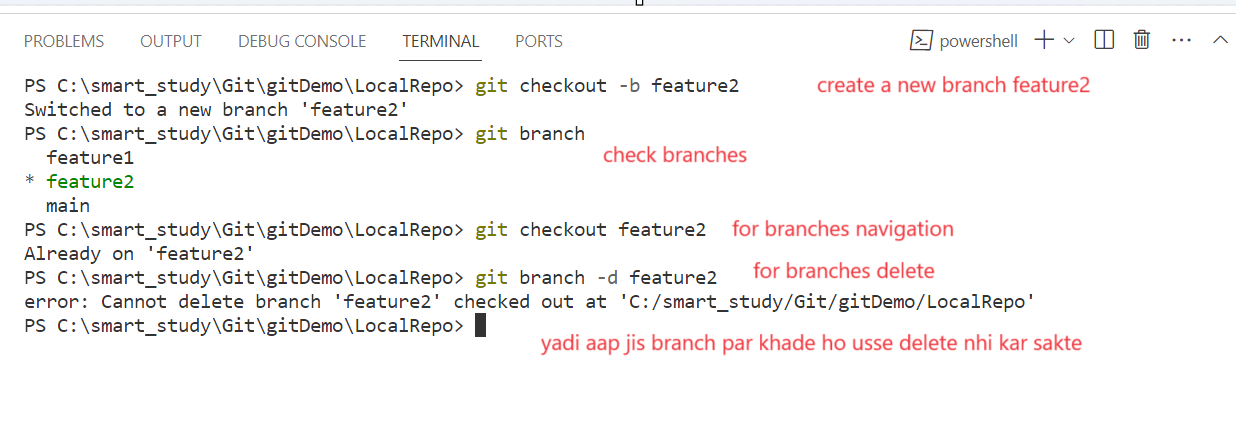 PROBLEMS OUTPUT DEBUG CONSOLE TERMINAL PORTS powershell
PS C:\smart_study\Git\gitDemo\LocalRepo> git checkout -b feature2 create a new branch feature2
Switched to a new branch 'feature2'
PS C:\smart_study\Git\gitDemo\LocalRepo> git branch
feature1
check branches
* feature2
main
PS C:\smart_study\Git\gitDemo\LocalRepo> git checkout feature2 for branches navigation
Already on 'feature2'
PS C:\smart_study\Git\gitDemo\LocalRepo> git branch -d feature2 for branches delete
error: Cannot delete branch 'feature2' checked out at 'C:/smart_study/Git/gitDemo/LocalRepo'
PS C:\smart_study\Git\gitDemo\LocalRepo>
yadi aap jis branch par khade ho usse delete nhi kar sakte